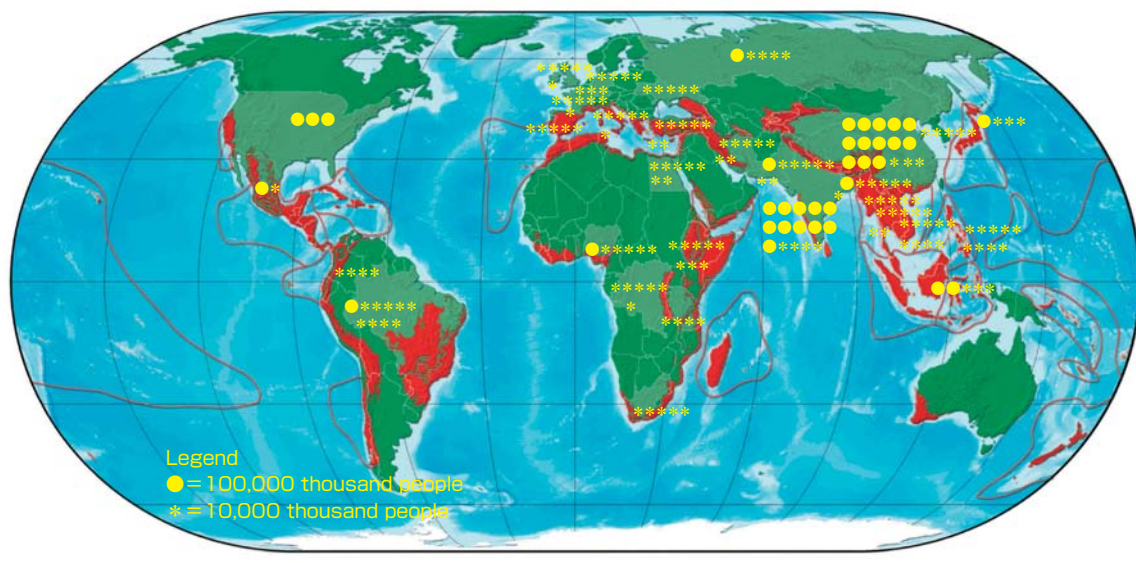 Legend
●＝100,000 thousand people
＊＝10,000 thousand people